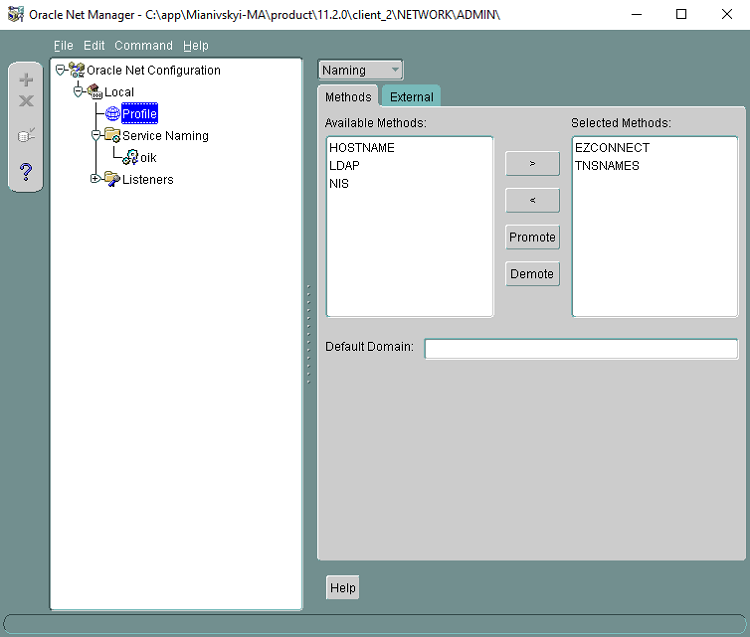 Oracle Net Manager - C:\app\Mianivskyi-MA\product\11.2.0\client_2\NETWORK\ADMIN\
File Edit Command Help
Oracle Net Configuration
Local
Profile
Service Naming
oik
Listeners
Naming
Methods External
Available Methods:
HOSTNAME
LDAP
NIS
>
<
Promote
Demote
Selected Methods:
EZCONNECT
TNSNAMES
Default Domain:
Help